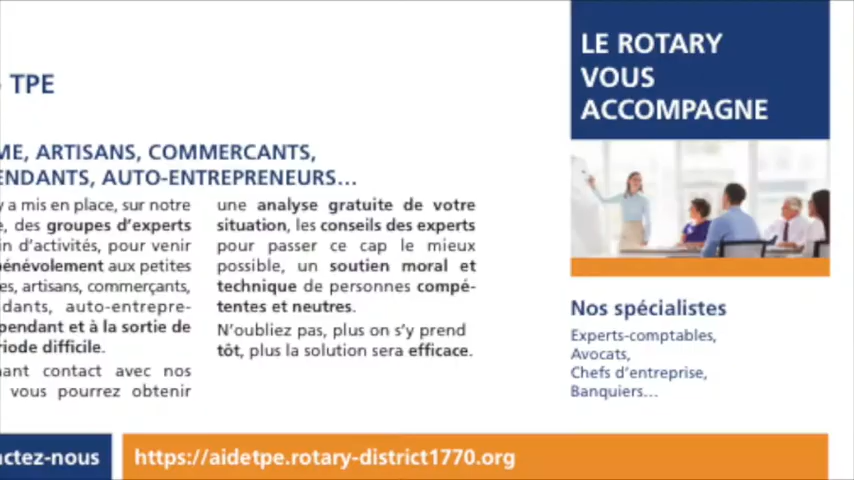 TPE
ME, ARTISANS, COMMERCANTS,
ENDANTS, AUTO-ENTREPRENEURS…
y a mis en place, sur notre
e, des groupes d’experts
in d’activités, pour venir
bénévolement aux petites
es, artisans, commerçants,
ndants, auto-entrepre-
pendant et à la sortie de
riode difficile.
nant contact avec nos
vous pourrez obtenir
une analyse gratuite de votre
situation, les conseils des experts
pour passer ce cap le mieux
possible, un soutien moral et
technique de personnes compé-
tentes et neutres.
N’oubliez pas, plus on s’y prend
tôt, plus la solution sera efficace.
LE ROTARY
VOUS
ACCOMPAGNE
Nos spécialistes
Experts-comptables,
Avocats,
Chefs d’entreprise,
Banquiers…
actez-nous
https://aidetpe.rotary-district1770.org